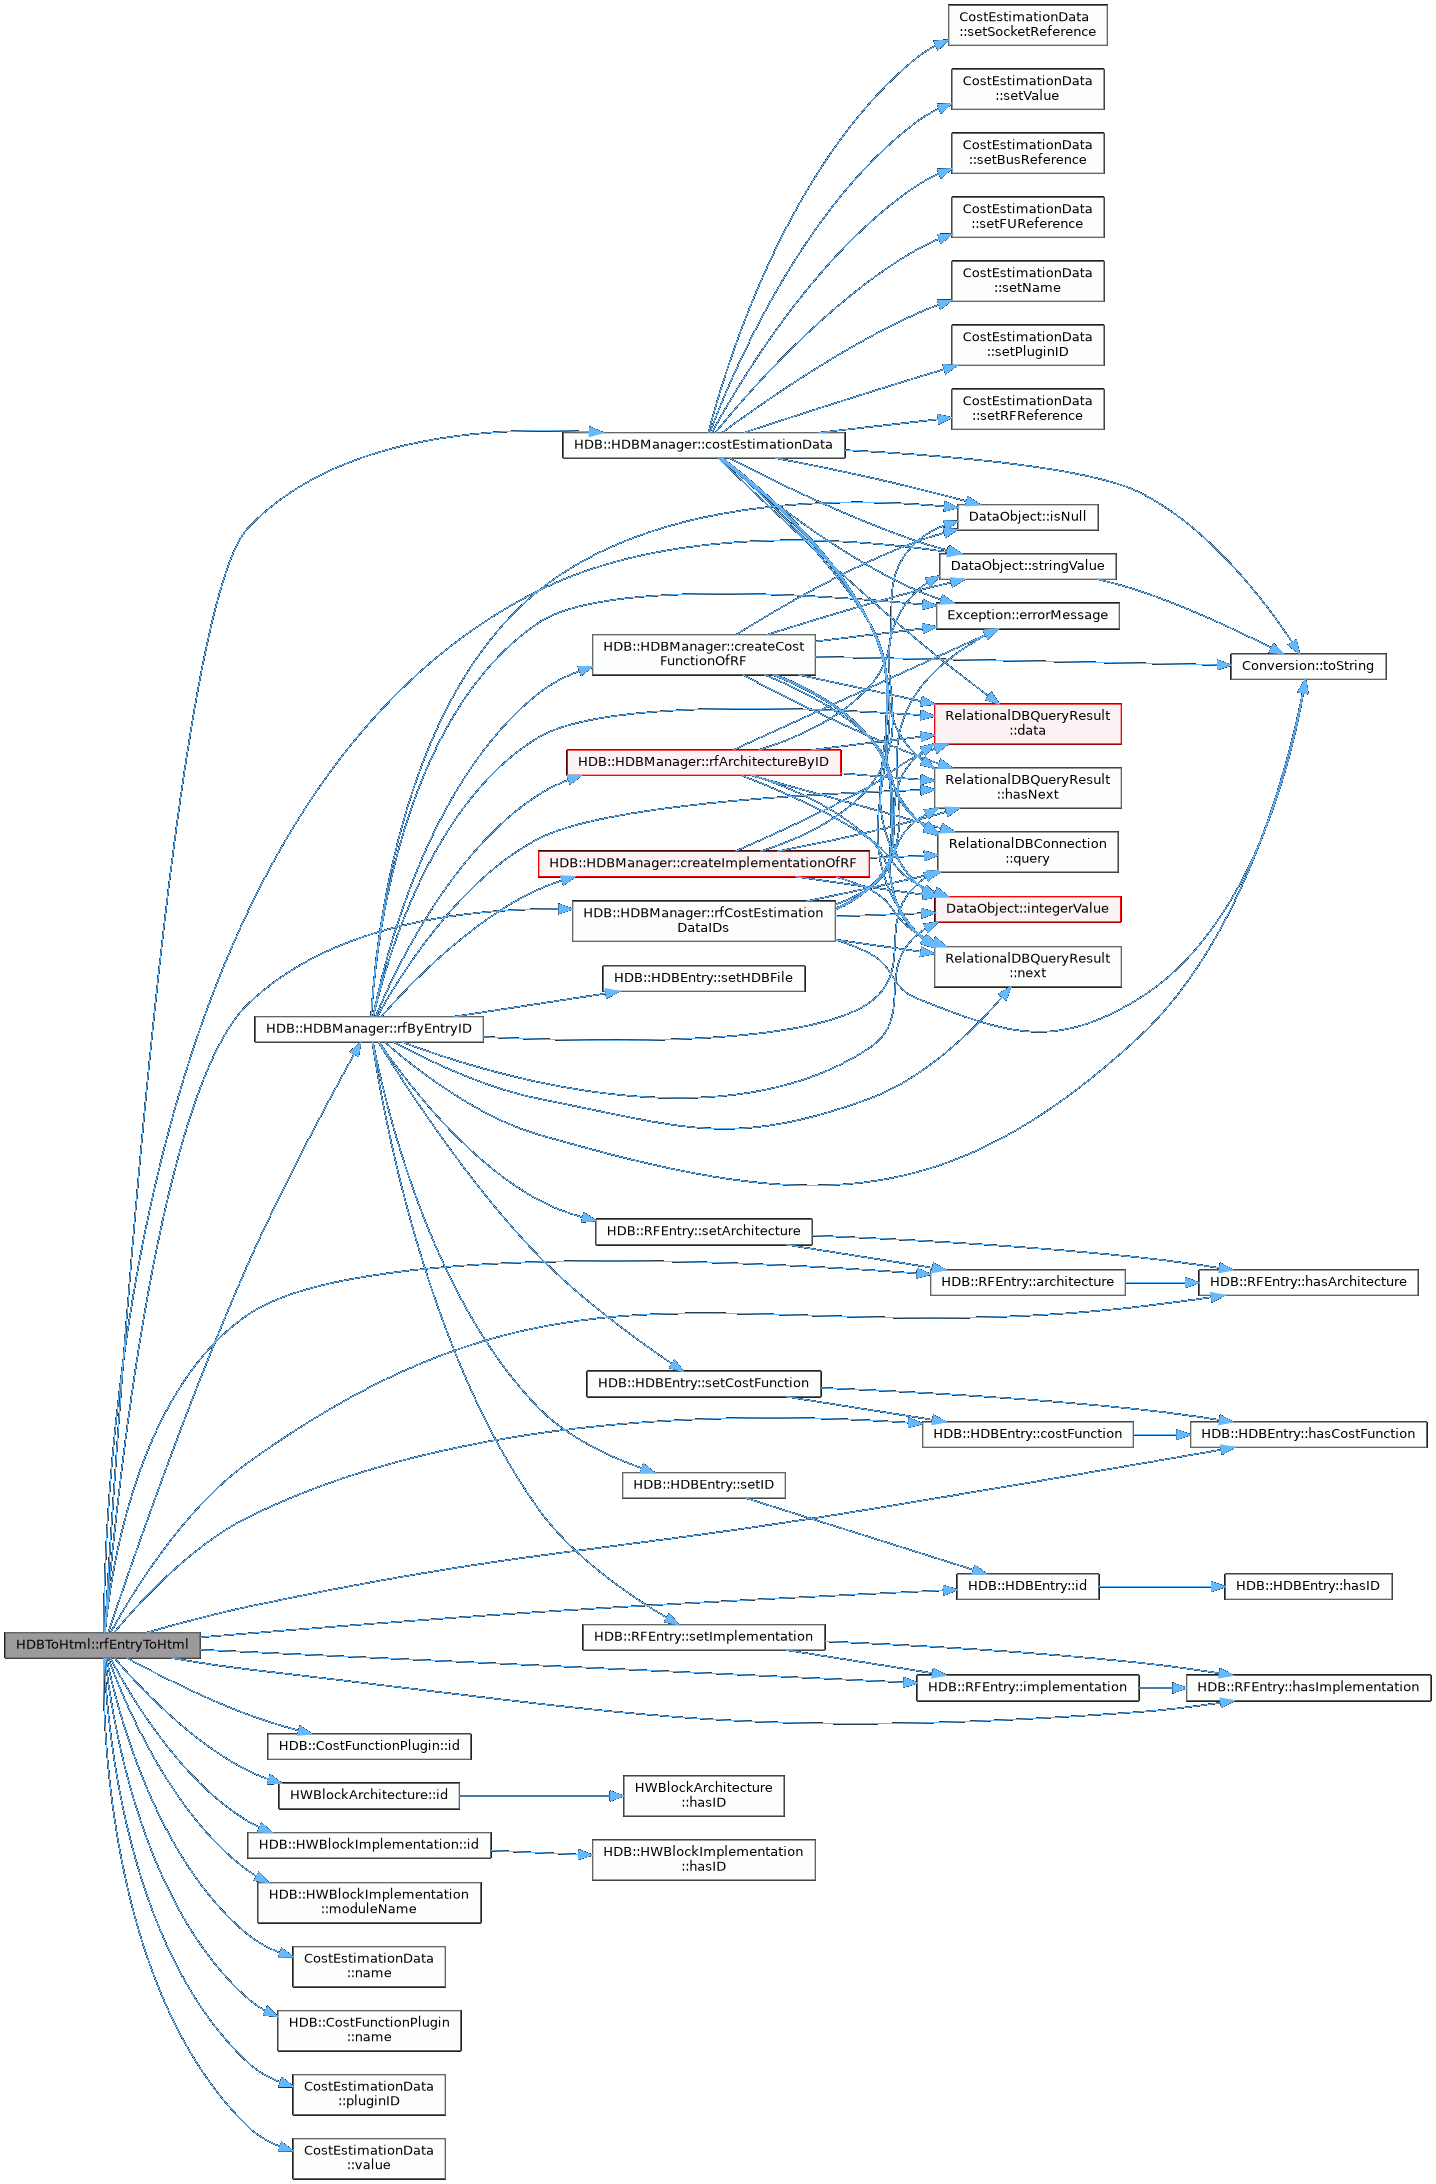 CostEstimationData
::setSocketReference
CostEstimationData
::setValue
CostEstimationData
::setBusReference
CostEstimationData
::setFUReference
CostEstimationData
::setName
CostEstimationData
::setPluginID
CostEstimationData
::setRFReference
HDB::HDBManager::costEstimationData
DataObject::isNull
DataObject::stringValue
Exception::errorMessage
HDB::HDBManager::createCost
FunctionOfRF
Conversion::toString
RelationalDBQueryResult
::data
HDB::HDBManager::rfArchitectureByID
RelationalDBQueryResult
::hasNext
RelationalDBConnection
::query
HDB::HDBManager::createImplementationOfRF
DataObject::integerValue
HDB::HDBManager::rfCostEstimation
DataIDs
RelationalDBQueryResult
::next
HDB::HDBEntry::setHDBFile
HDB::HDBManager::rfByEntryID
HDB::RFEntry::setArchitecture
HDB::RFEntry::architecture
HDB::RFEntry::hasArchitecture
HDB::HDBEntry::setCostFunction
HDB::HDBEntry::costFunction
HDB::HDBEntry::hasCostFunction
HDB::HDBEntry::setID
HDB::HDBEntry::id
HDB::HDBEntry::hasID
HDB::RFEntry::setImplementation
HDBToHtml::rfEntryToHtml
HDB::RFEntry::implementation
HDB::RFEntry::hasImplementation
HDB::CostFunctionPlugin::id
HWBlockArchitecture::id
HWBlockArchitecture
::hasID
HDB::HWBlockImplementation::id
HDB::HWBlockImplementation
::hasID
HDB::HWBlockImplementation
::moduleName
CostEstimationData
::name
HDB::CostFunctionPlugin
::name
CostEstimationData
::pluginID
CostEstimationData
::value